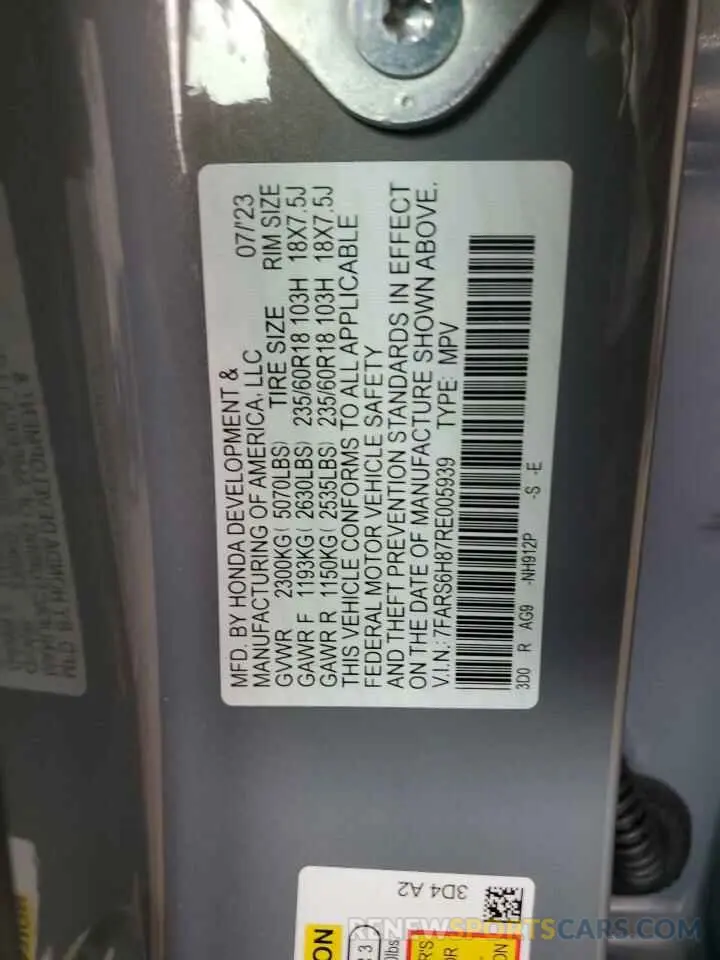 MFD. BY HONDA DEVELOPMENT & 07/'23
MANUFACTURING OF AMERICA, LLC
GVWR 2300KG( 5070LBS) TIRE SIZE RIM SIZE
GAWR F 1193KG( 2630LBS) 235/60R18 103H 18X7.5J
GAWR R 1150KG( 2535LBS) 235/60R18 103H 18X7.5J
THIS VEHICLE CONFORMS TO ALL APPLICABLE
FEDERAL MOTOR VEHICLE SAFETY
AND THEFT PREVENTION STANDARDS IN EFFECT
ON THE DATE OF MANUFACTURE SHOWN ABOVE.
V.I.N.: 7FARS6H87RE005939 TYPE: MPV
3D0 R AG9 -NH912P -S -E
3D4 A2
RENEWSPORTSCARS.COM